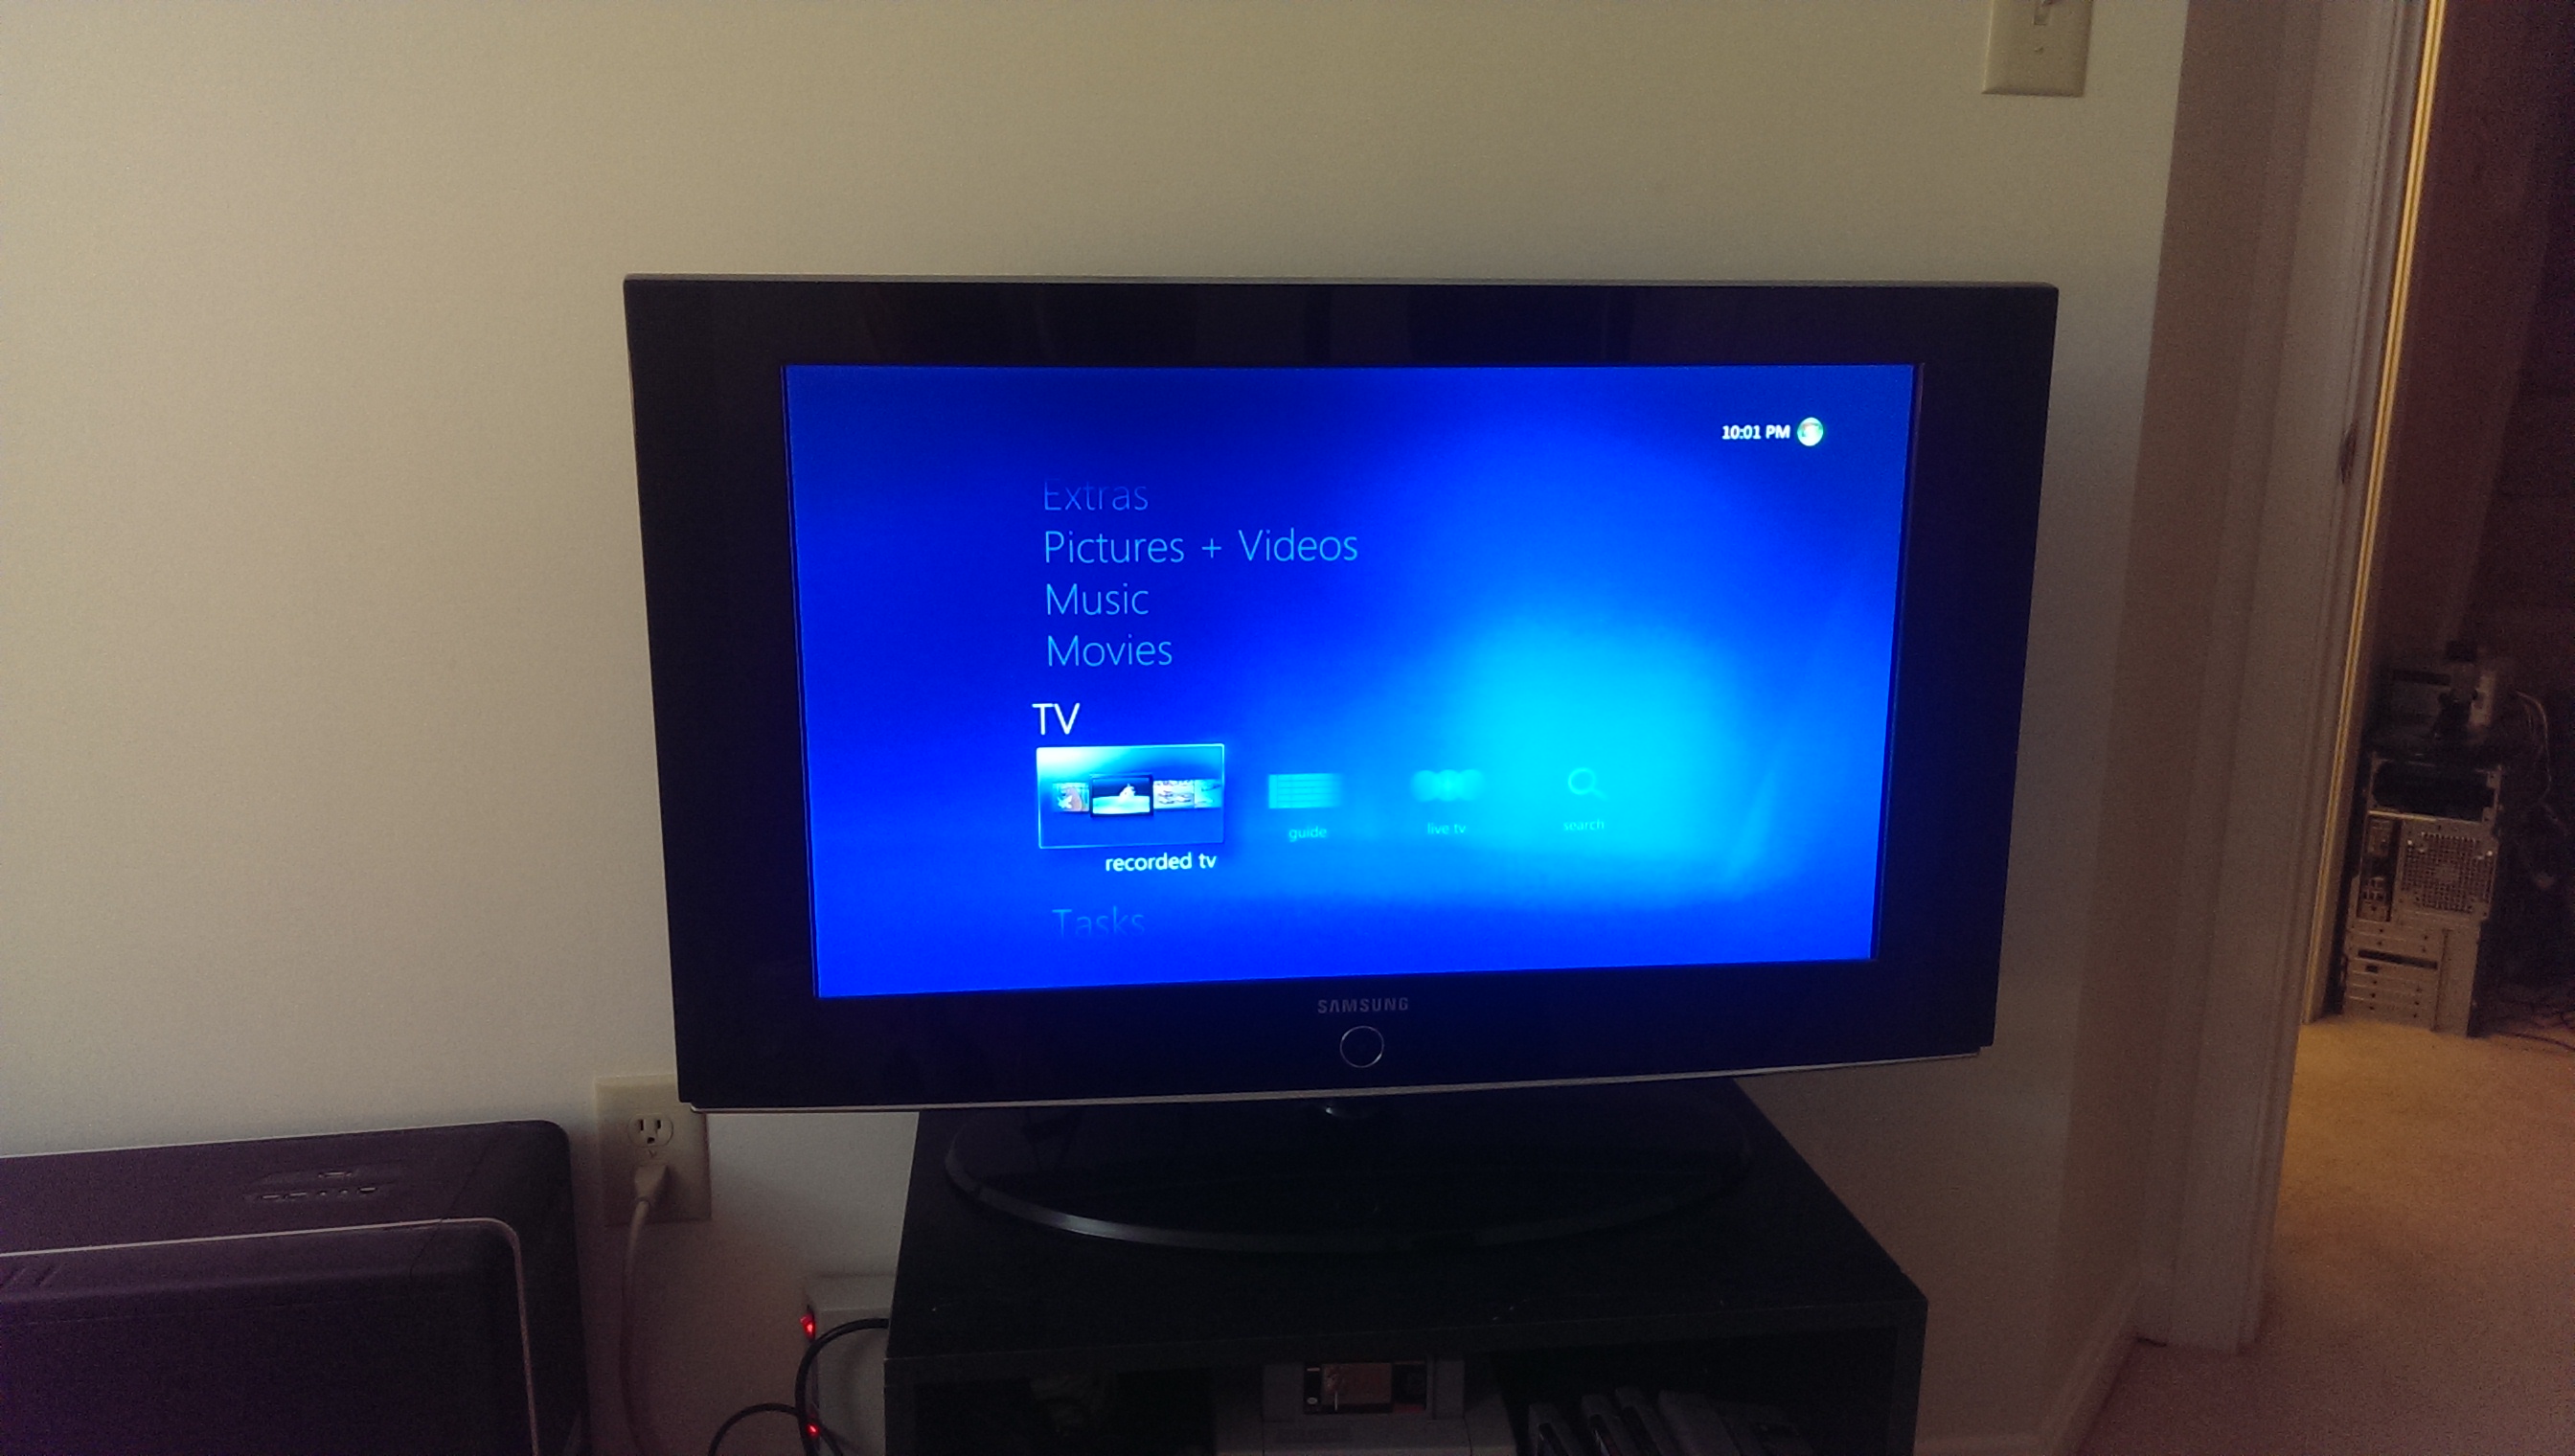 10:01 PM
Extras
Pictures + Videos
Music
Movies
TV
recorded tv
guide
live tv
search
Tasks
SAMSUNG